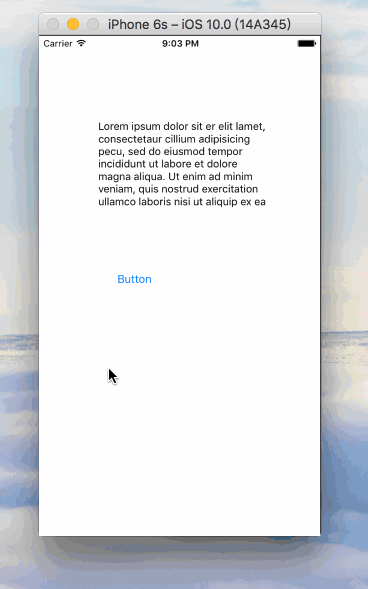 iPhone 6s – iOS 10.0 (14A345)
Carrier 9:03 PM
Lorem ipsum dolor sit er elit lamet,
consectetaur cillium adipisicing
pecu, sed do eiusmod tempor
incididunt ut labore et dolore
magna aliqua. Ut enim ad minim
veniam, quis nostrud exercitation
ullamco laboris nisi ut aliquip ex ea
Button